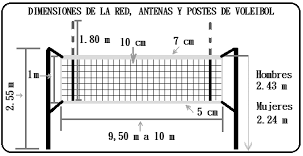 DIMENSIONES DE LA RED, ANTENAS Y POSTES DE VOLEIBOL
1.80 m
10 cm
7 cm
1m
2.55 m
Hombres
2.43 m
Mujeres
2.24 m
5 cm
9,50 m a 10 m